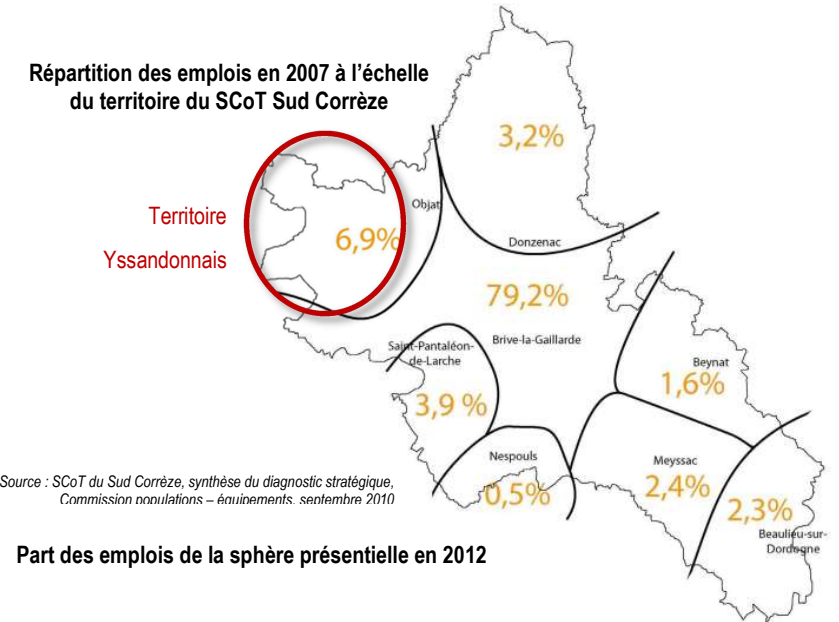 Répartition des emplois en 2007 à l'échelle
du territoire du SCoT Sud Corrèze
3,2%
Territoire
Yssandonnais
Objat
6,9%
Donzenac
79,2%
Brive-la-Gaillarde
Saint-Pantaléon-
de-Larche
3,9 %
Beynat
1,6%
Nespouls
0,5%
Meyssac
2,4%
2,3%
Beaulieu-sur-
Dordogne
Source : SCoT du Sud Corrèze, synthèse du diagnostic stratégique,
Commission populations – équipements, septembre 2010
Part des emplois de la sphère présentielle en 2012